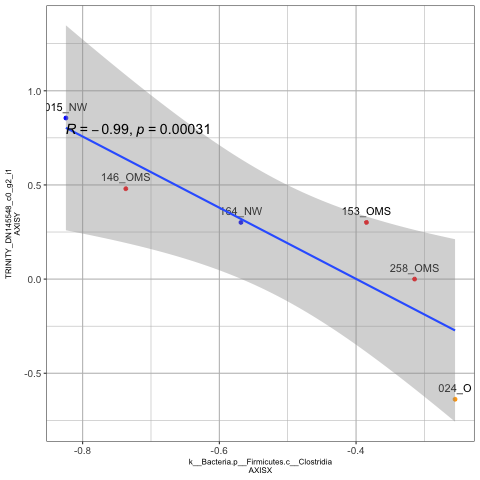 015_NW
R = −0.99, p = 0.00031
146_OMS
164_NW
153_OMS
258_OMS
024_O
1.0
0.5
0.0
-0.5
-0.8
-0.6
-0.4
TRINITY_DN145548_c0_g2_i1
AXISY
k__Bacteria.p__Firmicutes.c__Clostridia
AXISX